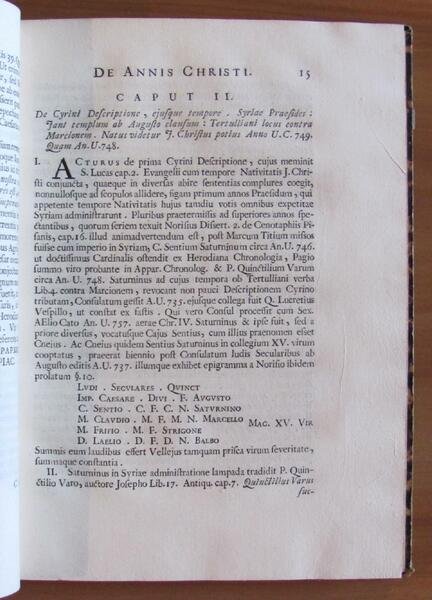 DE ANNIS CHRISTI. 15
CAPUT II.
De Cyrini Descriptione, ejusque tempore. Syriae Praesides:
Jani templum ab Augusto clausum: Tertulliani locus contra
Marcionem. Natus videtur J. Christus potius Anno U.C. 749.
Quam An. U. 748.
I. ACTURUS de prima Cyrini Descriptione, cujus meminit
S. Lucas cap. 2. Evangelii cum tempore Nativitatis J. Chri-
sti conjuncta, quaeque in diversas abire sententias complures coegit,
nonnullosque ad scopulos allidere, figam primum annos Praesidum, qui
appetente tempore Nativitatis hujus taudiu votis omnibus expetitae
Syriam administrarunt. Pluribus praetermissis ad superiores annos spe-
ctantibus, quorum seriem texuit Norisius Dissert. 2. de Cenotaphiis Pi-
sanis, cap. 16. illud animadvertendum est, post Marcum Titium missos
fuisse cum imperio in Syriam, C. Sentium Saturninum circa An. U. 746.
ut doctissimus Cardinalis ostendit ex Herodiana Chronologia, Pagio
summo viro probante in Appar. Chronolog. & P. Quinctilium Varum
circa An. U. 748. Saturninus ad cujus tempora ob Tertulliani verba
Lib. 4. contra Marcionem, revocant non pauci Descriptionem Cyrino
tributam, Consulatum gessit A.U. 735. ejusque collega fuit Q. Lucretius
Vespillo, ut constat ex fastis. Qui vero Consul processit cum Sex.
Aelio Cato An. U. 757. aerae Chr. IV. Saturninus & ipse fuit, sed a
priore diversus, vocatusque Cajus Sentius, cum illius praenomen esset
Cneius. Ac Cneius quidem Sentius Saturninus in collegium XV. virum
cooptatus, praeerat biennio post Consulatum ludis Secularibus ab
Augusto editis A.U. 737. illumque exhibet epigramma a Norisio ibidem
prolatum §. 10.
LUDI . SECULARES . QUINCT
IMP. CAESARE . DIVI . F. AUGUSTO
C. SENTIO . C. F. C. N. SATURNINO
M. CLAUDIO . M. F. M. N. MARCELLO MAG. XV. VIR
M. FRIFIO . M. F. STRIGONE
D. LAELIO . D. F. D. N. BALBO
Summis eum laudibus effert Vellejus tamquam prisca virum severitate,
summaque constantia.
II. Saturninus in Syriae administratione lampada tradidit P. Quin-
ctilio Varo, auctore Josepho Lib. 17. Antiqu. cap. 7. Quinctilius Varus
suc-